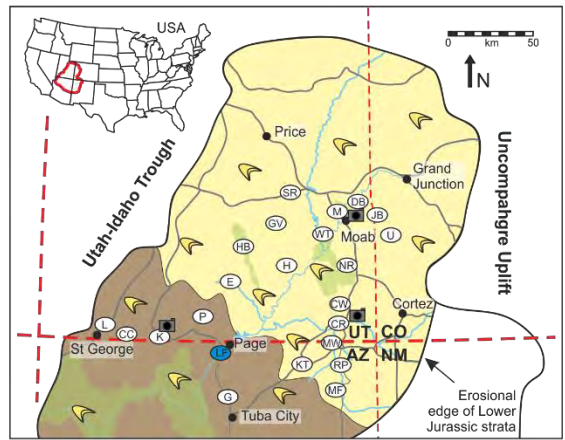 USA
0
50
km
N
Utah-Idaho Trough
Uncompahgre Uplift
Price
Grand
Junction
SR
DB
M
JB
GV
WT
Moab
U
HB
H
NR
E
CW
Cortez
P
L
CC
K
CR
UT
CO
St George
Page
MW
AZ
NM
LF
KT
RP
G
MF
Tuba City
Erosional
edge of Lower
Jurassic strata